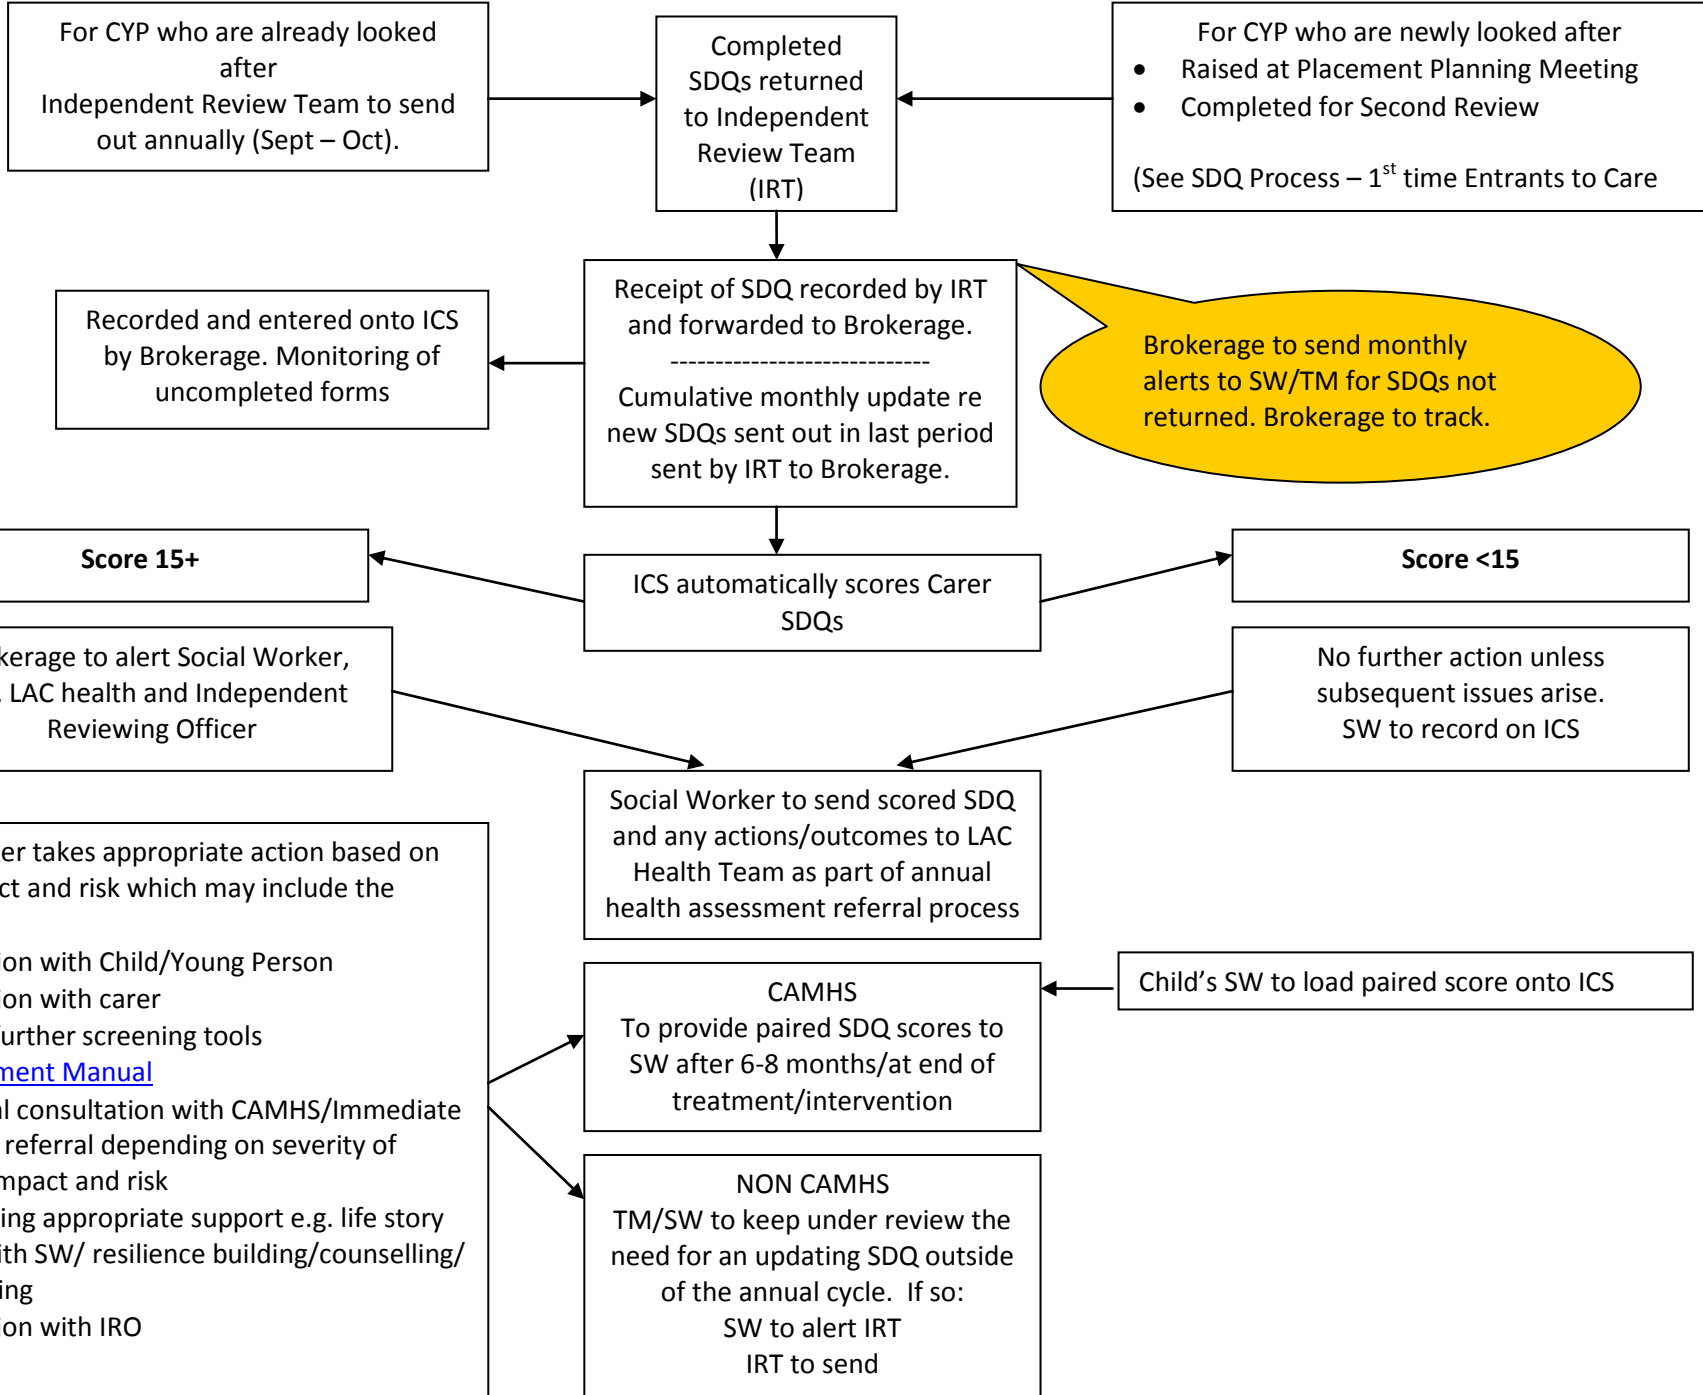 For CYP who are already looked
after
Independent Review Team to send
out annually (Sept – Oct).
Completed
SDQs returned
to Independent
Review Team
(IRT)
For CYP who are newly looked after
• Raised at Placement Planning Meeting
• Completed for Second Review
(See SDQ Process – 1st time Entrants to Care
Recorded and entered onto ICS
by Brokerage. Monitoring of
uncompleted forms
Receipt of SDQ recorded by IRT
and forwarded to Brokerage.
-----------------------------
Cumulative monthly update re
new SDQs sent out in last period
sent by IRT to Brokerage.
Brokerage to send monthly
alerts to SW/TM for SDQs not
returned. Brokerage to track.
Score 15+
ICS automatically scores Carer
SDQs
Score <15
kerage to alert Social Worker,
. LAC health and Independent
Reviewing Officer
No further action unless
subsequent issues arise.
SW to record on ICS
Social Worker to send scored SDQ
and any actions/outcomes to LAC
Health Team as part of annual
health assessment referral process
er takes appropriate action based on
ct and risk which may include the
ion with Child/Young Person
ion with carer
further screening tools
ment Manual
al consultation with CAMHS/Immediate
referral depending on severity of
mpact and risk
ing appropriate support e.g. life story
ith SW/ resilience building/counselling/
ing
ion with IRO
CAMHS
To provide paired SDQ scores to
SW after 6-8 months/at end of
treatment/intervention
Child's SW to load paired score onto ICS
NON CAMHS
TM/SW to keep under review the
need for an updating SDQ outside
of the annual cycle. If so:
SW to alert IRT
IRT to send